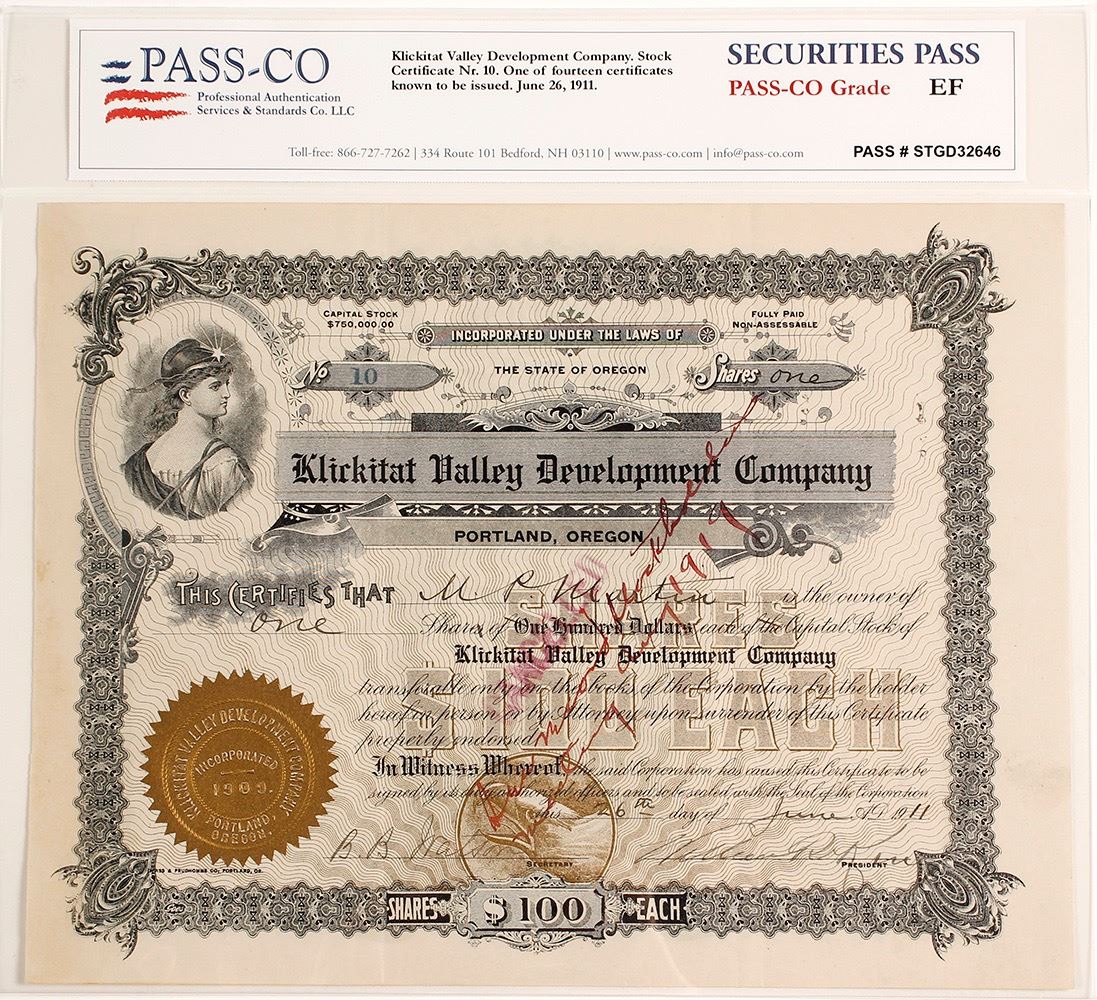 PASS-CO
Professional Authentication
Services & Standards Co. LLC
Klickitat Valley Development Company. Stock
Certificate Nr. 10. One of fourteen certificates
known to be issued. June 26, 1911.
SECURITIES PASS
PASS-CO Grade EF
Toll-free: 866-727-7262 | 334 Route 101 Bedford, NH 03110 | www.pass-co.com | info@pass-co.com
PASS # STGD32646
CAPITAL STOCK
$750,000.00
INCORPORATED UNDER THE LAWS OF
FULLY PAID
NON-ASSESSABLE
No 10
THE STATE OF OREGON
Shares one
Klickitat Valley Development Company
PORTLAND, OREGON
THIS CERTIFIES THAT M. P. Martin is the owner of
one Shares of One Hundred Dollars each of the Capital Stock of
Klickitat Valley Development Company
transferable only on the books of the Corporation by the holder
hereof in person or by Attorney upon surrender of this Certificate
properly endorsed.
In Witness Whereof, the said Corporation has caused this Certificate to be
signed by its duly authorized officers and to be sealed with the Seal of the Corporation
this 26th day of June A.D. 1911
B. B.
SECRETARY
PRESIDENT
KLICKITAT VALLEY DEVELOPMENT COMPANY
INCORPORATED
1909.
PORTLAND,
OREGON.
$100 EACH
& PRUDHOMME CO; PORTLAND, OR.
SHARES $100 EACH